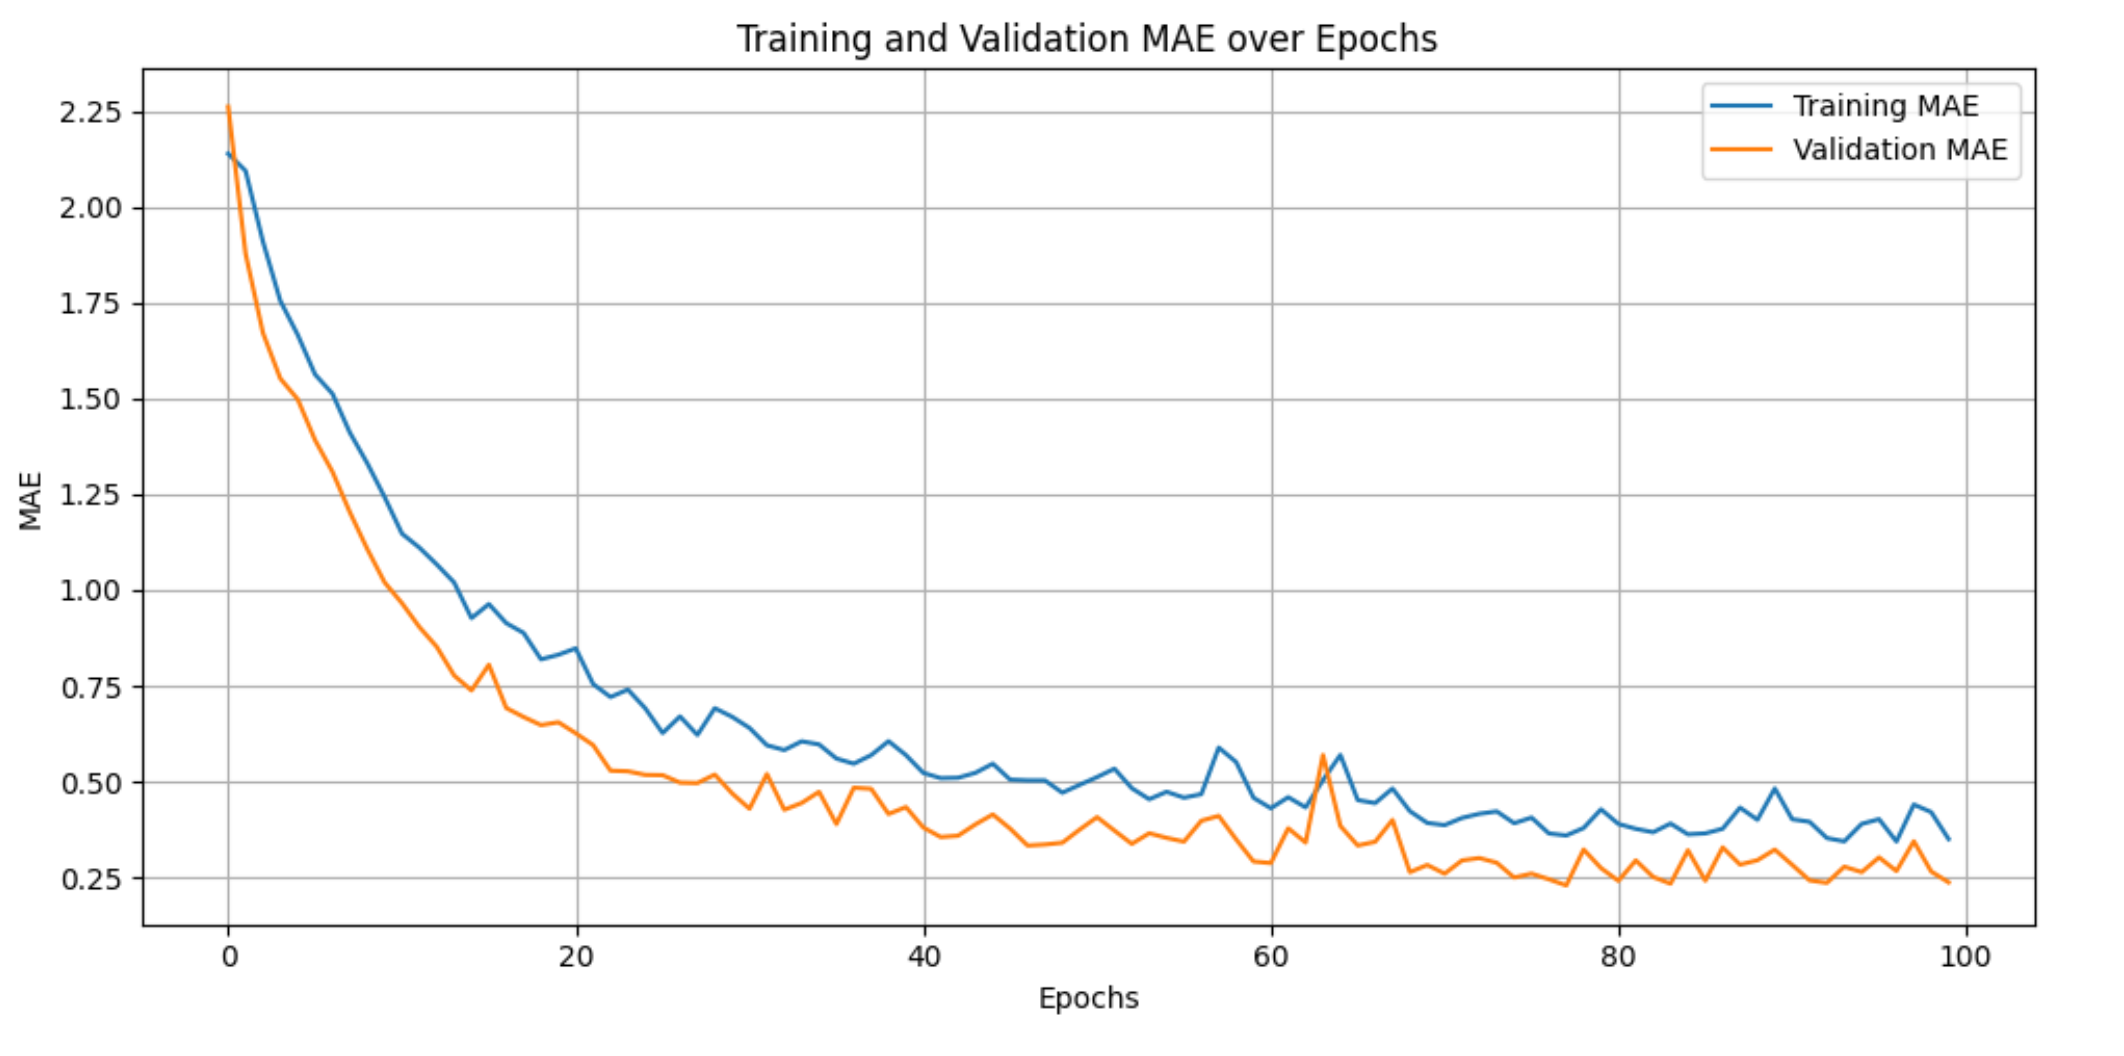 Training and Validation MAE over Epochs
Training MAE
Validation MAE
MAE
2.25
2.00
1.75
1.50
1.25
1.00
0.75
0.50
0.25
0 20 40 60 80 100
Epochs